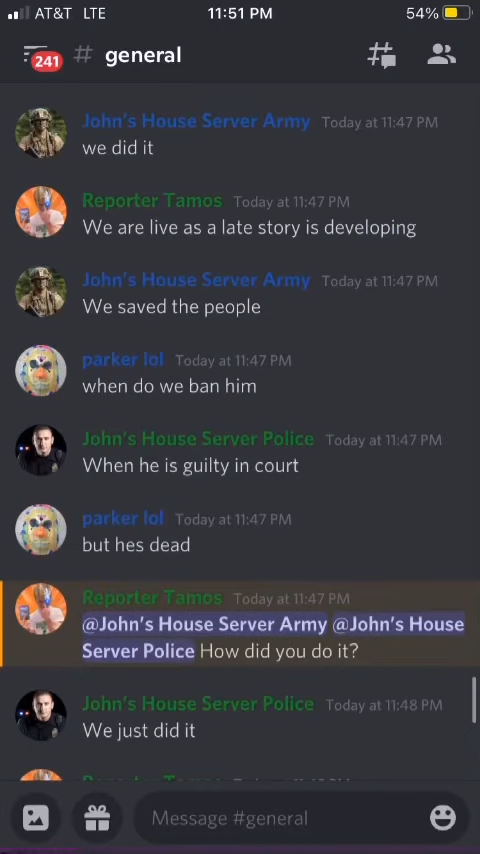 AT&T LTE 11:51 PM 54%
241 # general
John's House Server Army Today at 11:47 PM
we did it
Reporter Tamos Today at 11:47 PM
We are live as a late story is developing
John's House Server Army Today at 11:47 PM
We saved the people
parker lol Today at 11:47 PM
when do we ban him
John's House Server Police Today at 11:47 PM
When he is guilty in court
parker lol Today at 11:47 PM
but hes dead
Reporter Tamos Today at 11:47 PM
@John's House Server Army @John's House
Server Police How did you do it?
John's House Server Police Today at 11:48 PM
We just did it
Reporter Tamos
Message #general